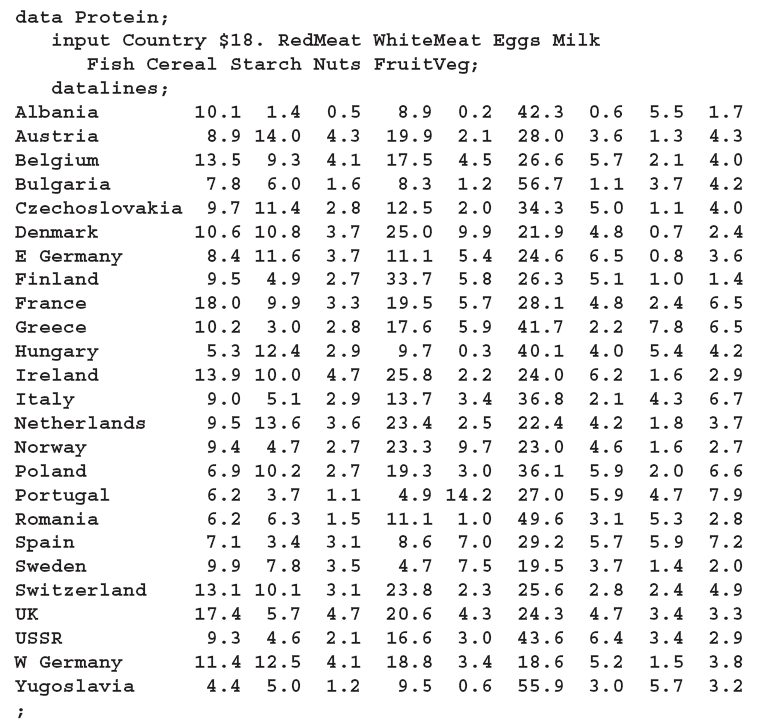 data Protein;
   input Country $18. RedMeat WhiteMeat Eggs Milk
      Fish Cereal Starch Nuts FruitVeg;
   datalines;
Albania        10.1  1.4  0.5   8.9  0.2  42.3  0.6  5.5  1.7
Austria         8.9 14.0  4.3  19.9  2.1  28.0  3.6  1.3  4.3
Belgium        13.5  9.3  4.1  17.5  4.5  26.6  5.7  2.1  4.0
Bulgaria        7.8  6.0  1.6   8.3  1.2  56.7  1.1  3.7  4.2
Czechoslovakia  9.7 11.4  2.8  12.5  2.0  34.3  5.0  1.1  4.0
Denmark        10.6 10.8  3.7  25.0  9.9  21.9  4.8  0.7  2.4
E Germany       8.4 11.6  3.7  11.1  5.4  24.6  6.5  0.8  3.6
Finland         9.5  4.9  2.7  33.7  5.8  26.3  5.1  1.0  1.4
France         18.0  9.9  3.3  19.5  5.7  28.1  4.8  2.4  6.5
Greece         10.2  3.0  2.8  17.6  5.9  41.7  2.2  7.8  6.5
Hungary         5.3 12.4  2.9   9.7  0.3  40.1  4.0  5.4  4.2
Ireland        13.9 10.0  4.7  25.8  2.2  24.0  6.2  1.6  2.9
Italy           9.0  5.1  2.9  13.7  3.4  36.8  2.1  4.3  6.7
Netherlands     9.5 13.6  3.6  23.4  2.5  22.4  4.2  1.8  3.7
Norway          9.4  4.7  2.7  23.3  9.7  23.0  4.6  1.6  2.7
Poland          6.9 10.2  2.7  19.3  3.0  36.1  5.9  2.0  6.6
Portugal        6.2  3.7  1.1   4.9 14.2  27.0  5.9  4.7  7.9
Romania         6.2  6.3  1.5  11.1  1.0  49.6  3.1  5.3  2.8
Spain           7.1  3.4  3.1   8.6  7.0  29.2  5.7  5.9  7.2
Sweden          9.9  7.8  3.5   4.7  7.5  19.5  3.7  1.4  2.0
Switzerland    13.1 10.1  3.1  23.8  2.3  25.6  2.8  2.4  4.9
UK             17.4  5.7  4.7  20.6  4.3  24.3  4.7  3.4  3.3
USSR            9.3  4.6  2.1  16.6  3.0  43.6  6.4  3.4  2.9
W Germany      11.4 12.5  4.1  18.8  3.4  18.6  5.2  1.5  3.8
Yugoslavia      4.4  5.0  1.2   9.5  0.6  55.9  3.0  5.7  3.2
;